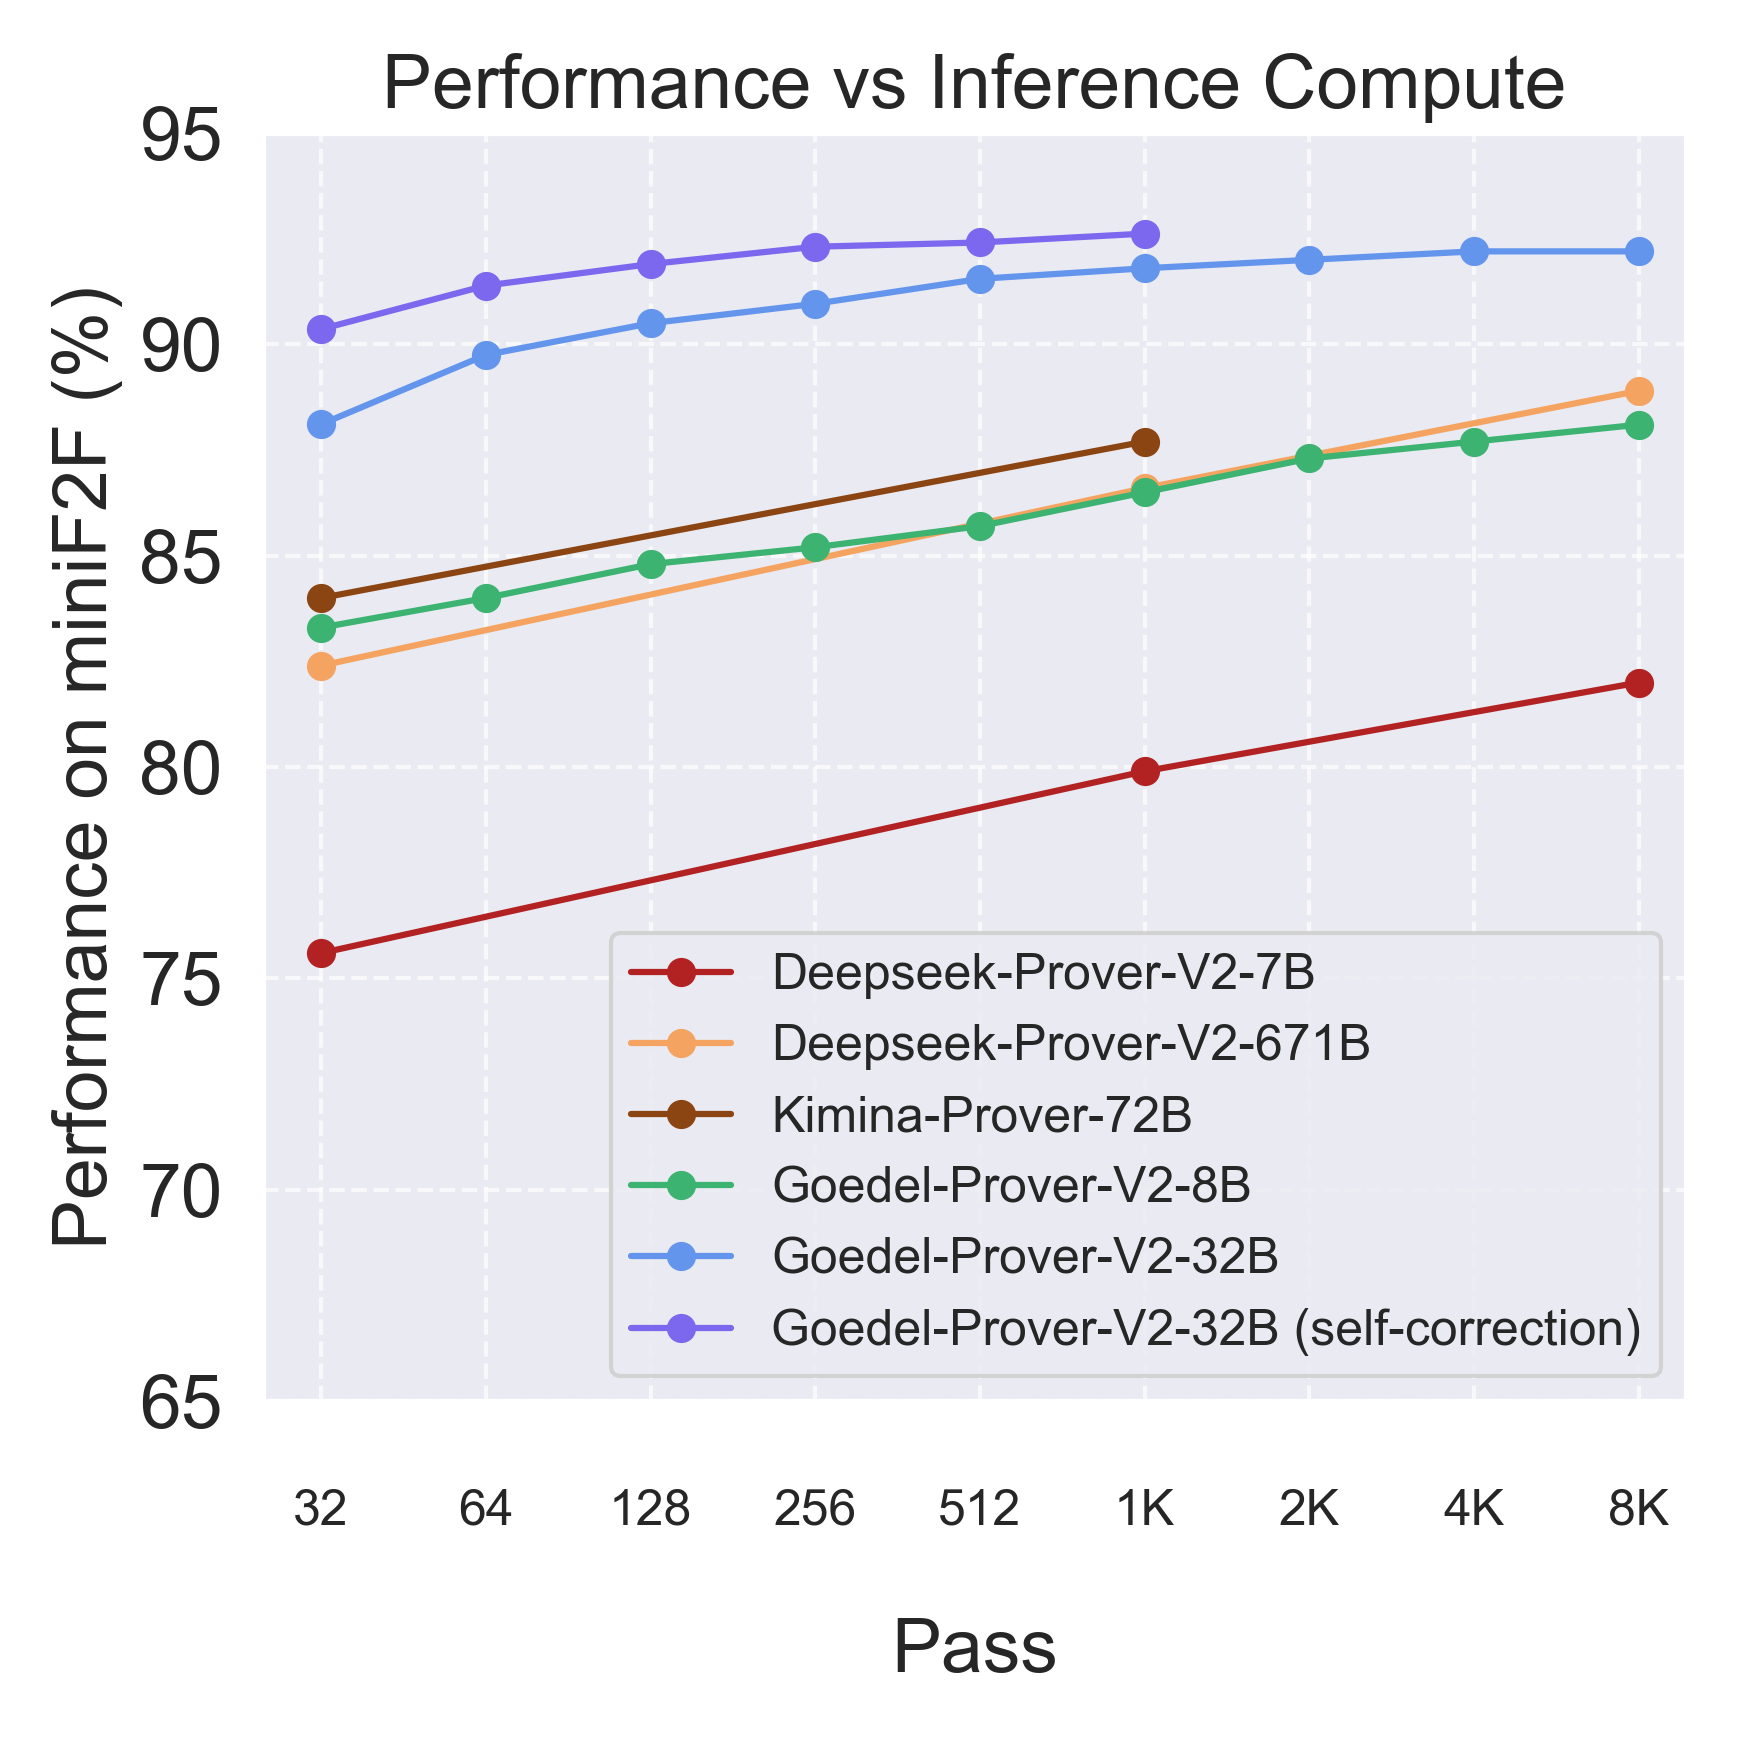 Performance vs Inference Compute
95
90
85
80
75
70
65
Performance on miniF2F (%)
Deepseek-Prover-V2-7B
Deepseek-Prover-V2-671B
Kimina-Prover-72B
Goedel-Prover-V2-8B
Goedel-Prover-V2-32B
Goedel-Prover-V2-32B (self-correction)
32 64 128 256 512 1K 2K 4K 8K
Pass